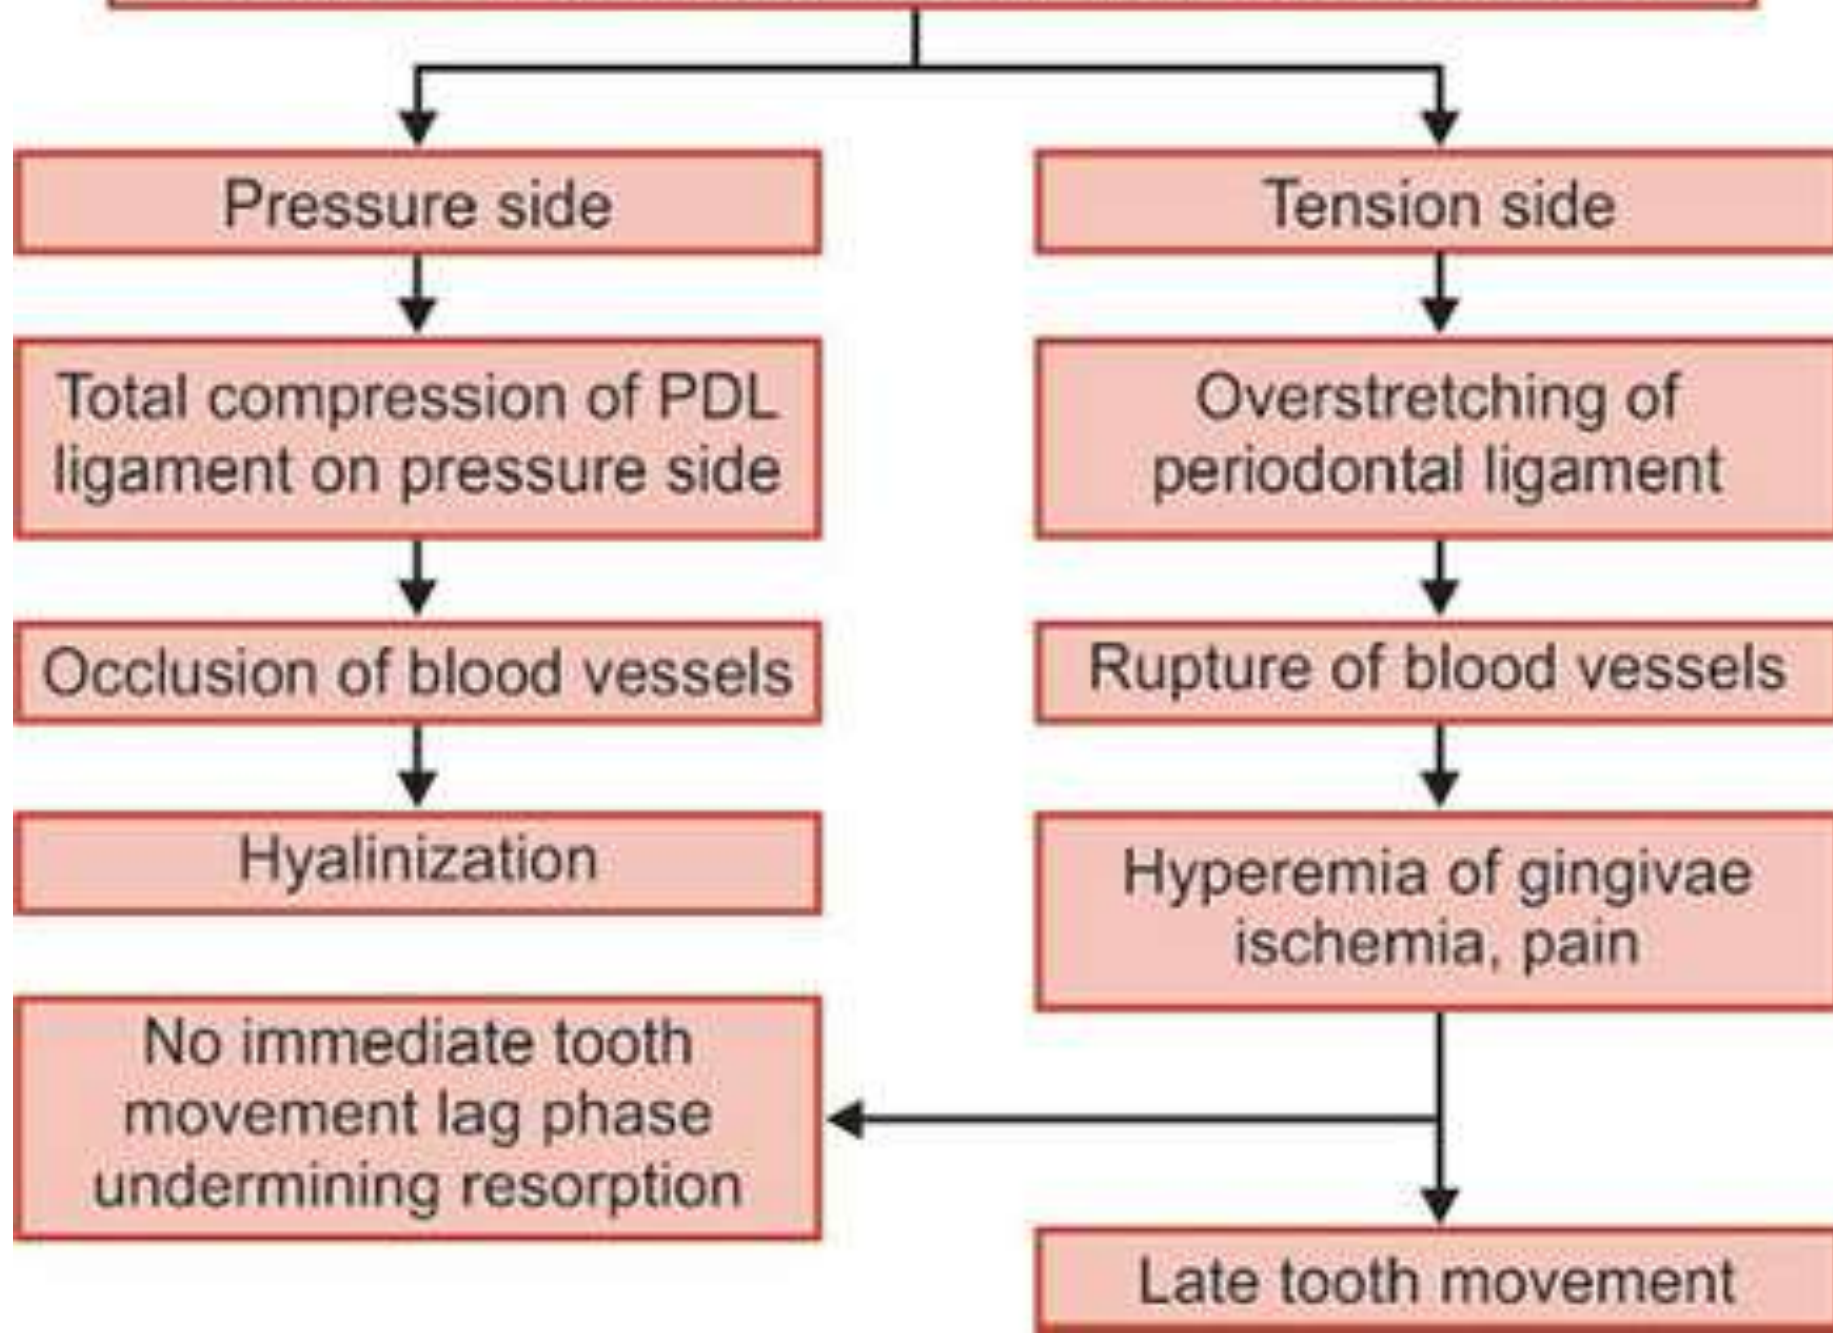 Pressure side
Tension side
Total compression of PDL
ligament on pressure side
Overstretching of
periodontal ligament
Occlusion of blood vessels
Rupture of blood vessels
Hyalinization
Hyperemia of gingivae
ischemia, pain
No immediate tooth
movement lag phase
undermining resorption
Late tooth movement